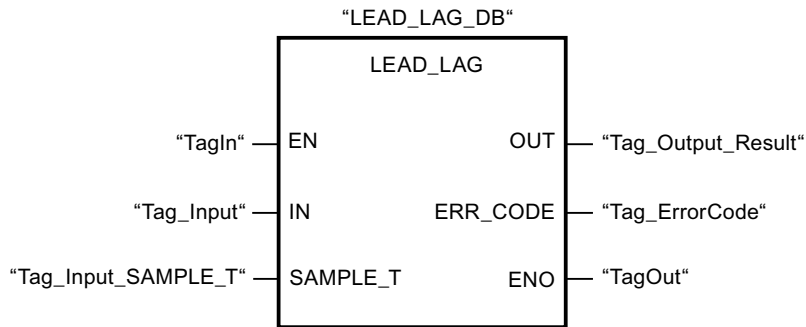 “LEAD_LAG_DB“
LEAD_LAG
“TagIn“ EN OUT “Tag_Output_Result“
“Tag_Input“ IN ERR_CODE “Tag_ErrorCode“
“Tag_Input_SAMPLE_T“ SAMPLE_T ENO “TagOut“